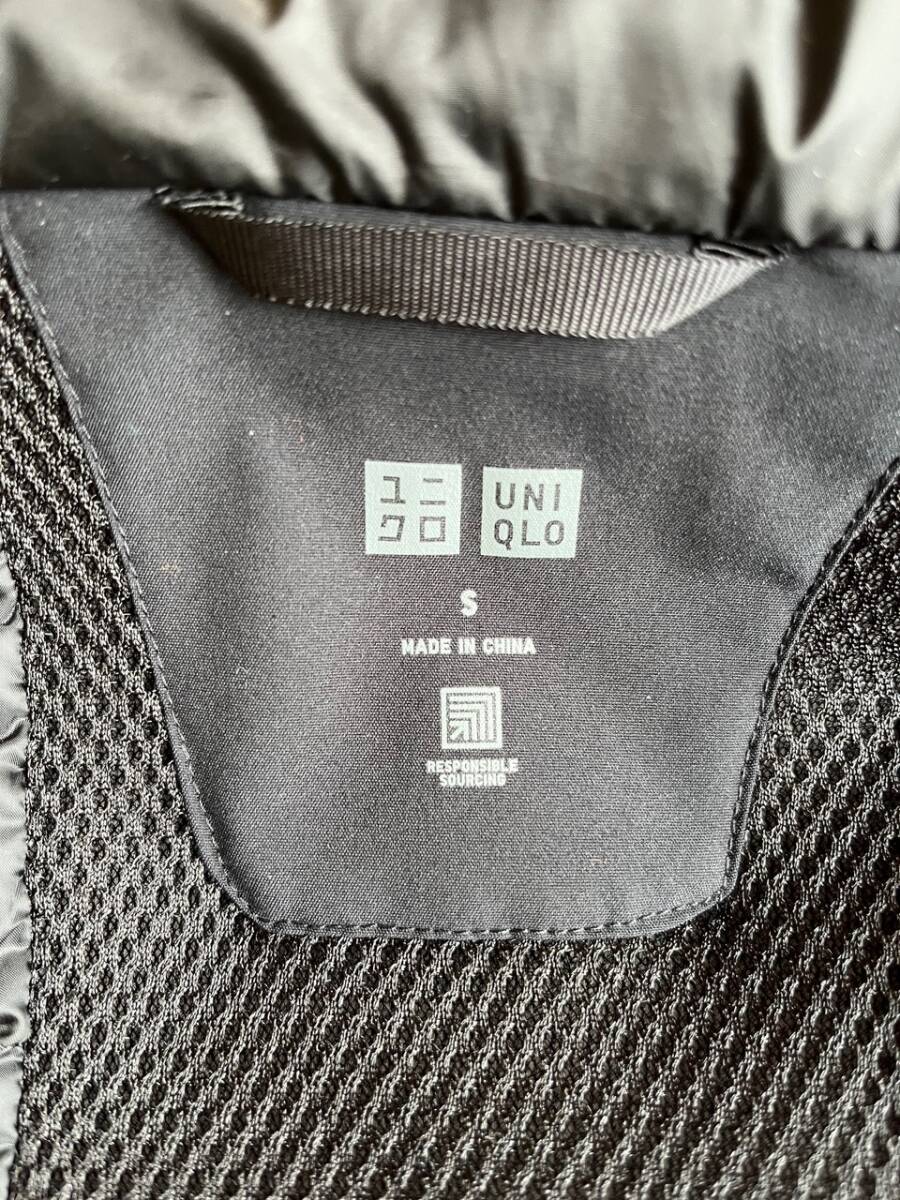 ユニ
クロ
UNI
QLO
S
MADE IN CHINA
RESPONSIBLE
SOURCING